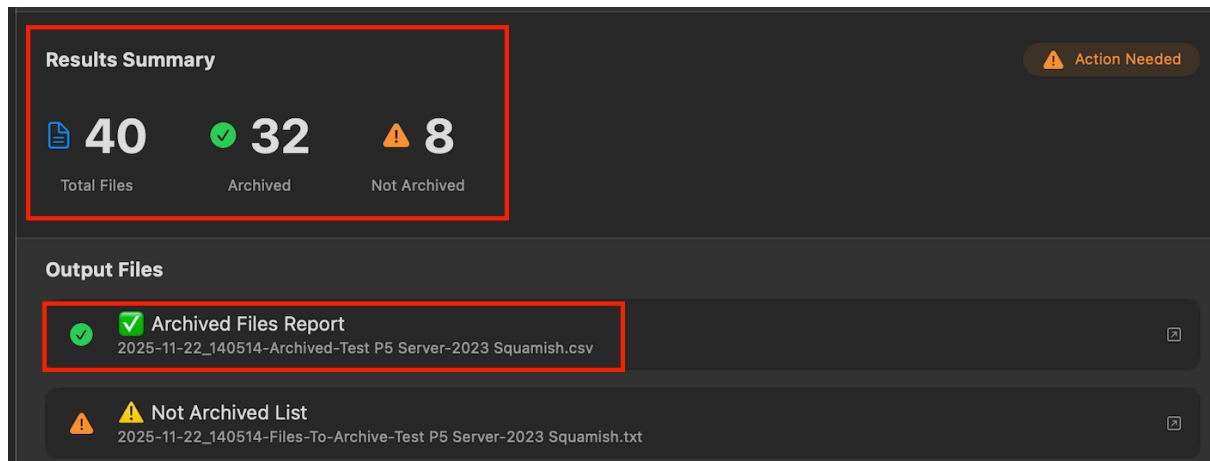 Results Summary
Action Needed
40
32
8
Total Files
Archived
Not Archived
Output Files
✅ Archived Files Report
2025-11-22_140514-Archived-Test P5 Server-2023 Squamish.csv
⚠️ Not Archived List
2025-11-22_140514-Files-To-Archive-Test P5 Server-2023 Squamish.txt